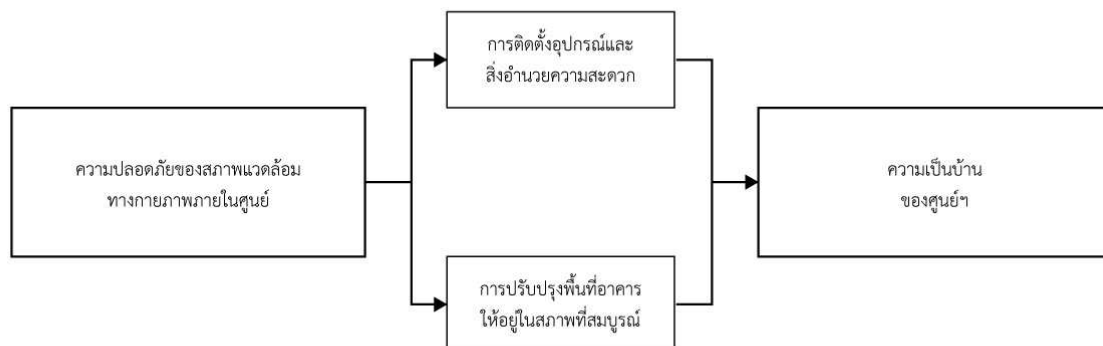 การติดตั้งอุปกรณ์และ
สิ่งอำนวยความสะดวก
ความปลอดภัยของสภาพแวดล้อม
ทางกายภาพภายในศูนย์
ความเป็นบ้าน
ของศูนย์ฯ
การปรับปรุงพื้นที่อาคาร
ให้อยู่ในสภาพที่สมบูรณ์